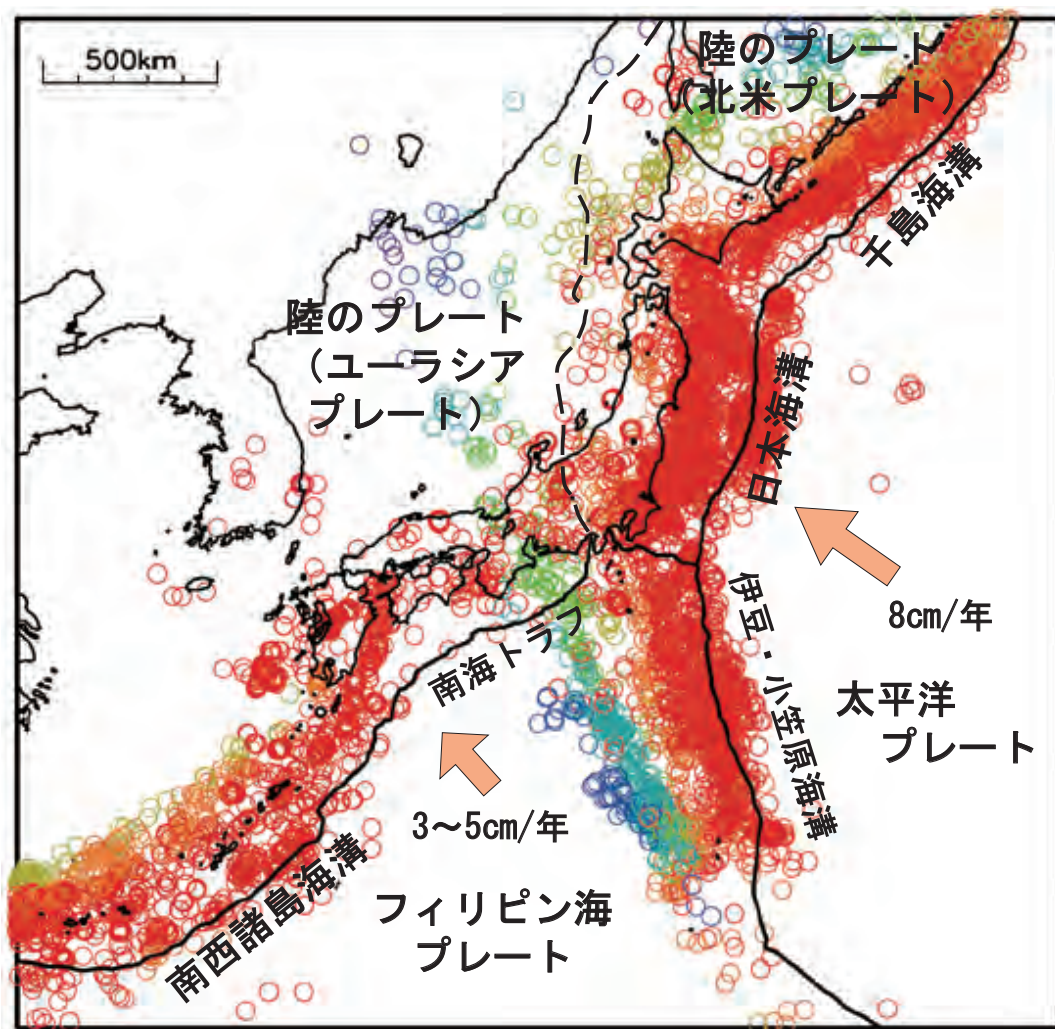 500km
陸のプレート
（北米プレート）
千島海溝
陸のプレート
（ユーラシア
プレート）
日本海溝
8cm/年
伊豆・小笠原海溝
太平洋
プレート
南海トラフ
3～5cm/年
南西諸島海溝
フィリピン海
プレート